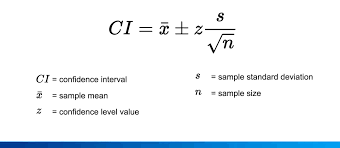 CI = x̄ ± z s/√n
CI = confidence interval
x̄ = sample mean
z = confidence level value
s = sample standard deviation
n = sample size